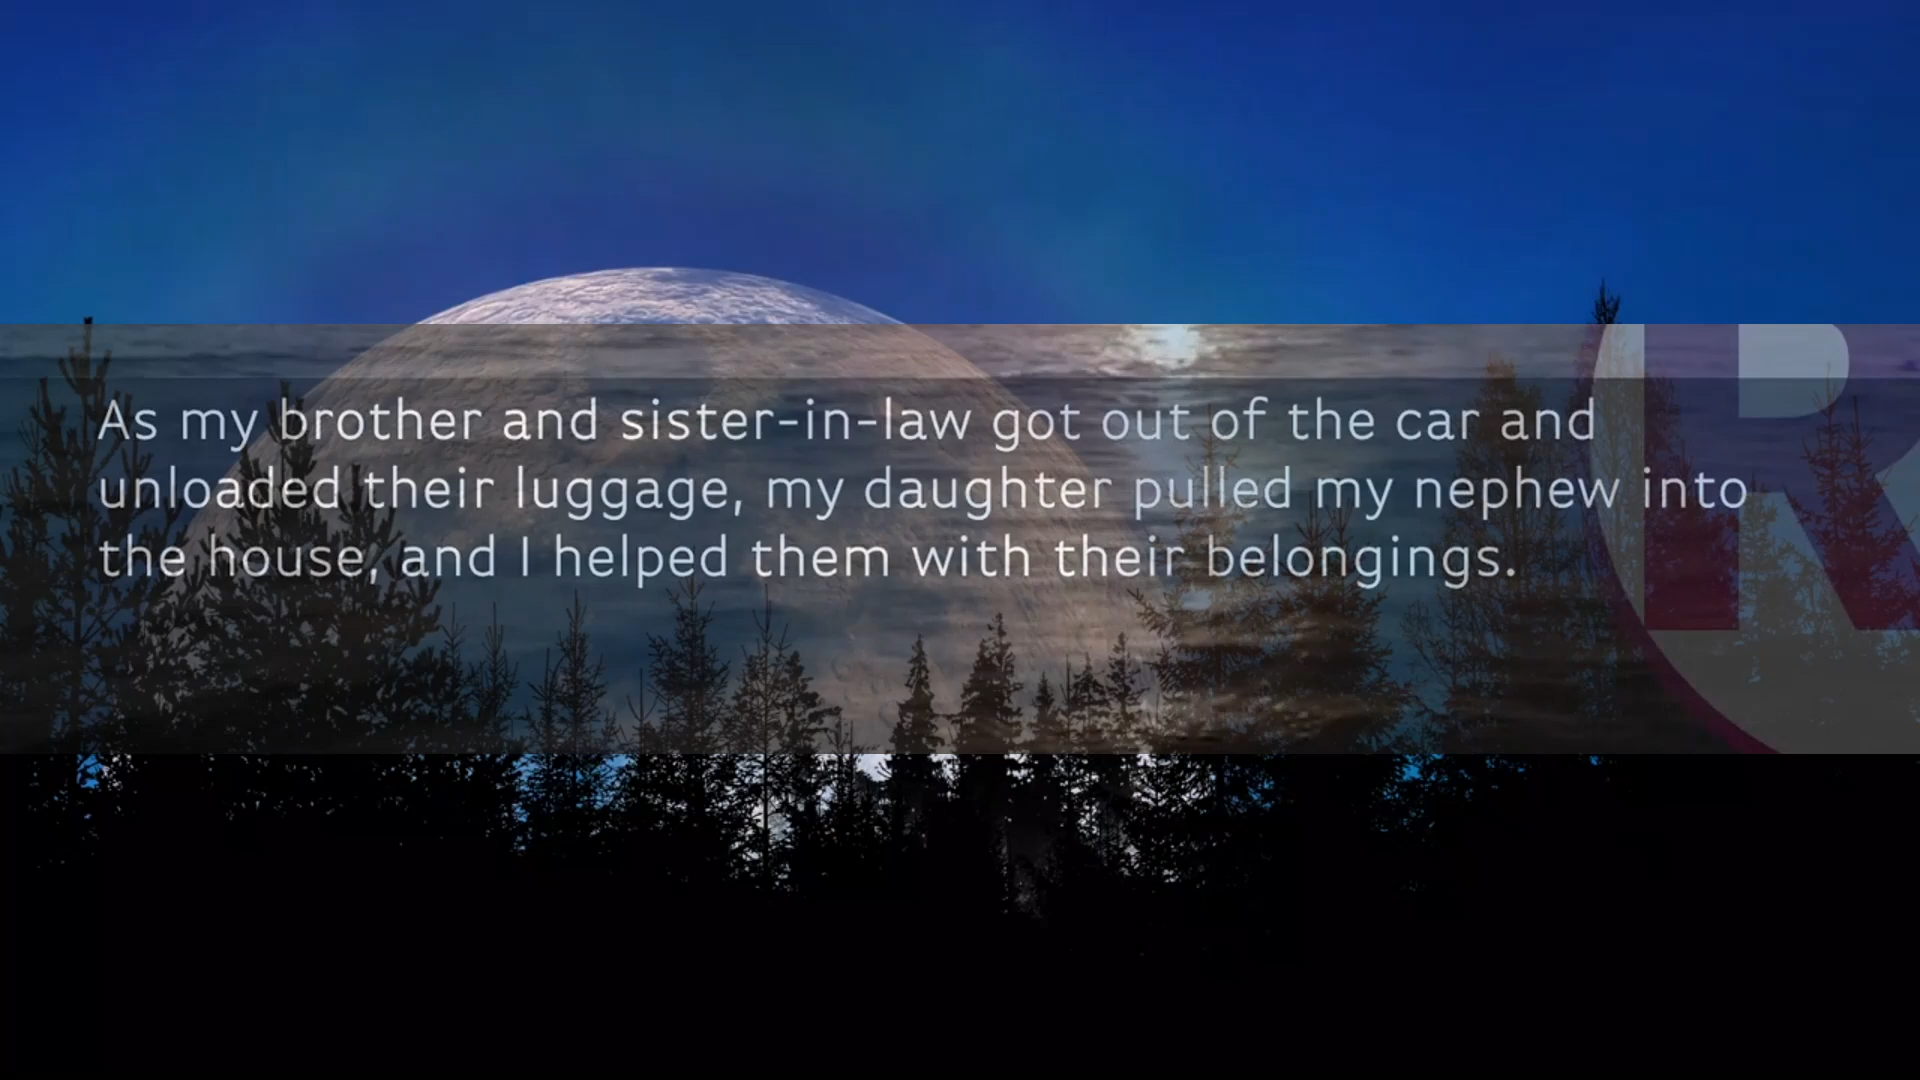 As my brother and sister-in-law got out of the car and
unloaded their luggage, my daughter pulled my nephew into
the house, and I helped them with their belongings.
R